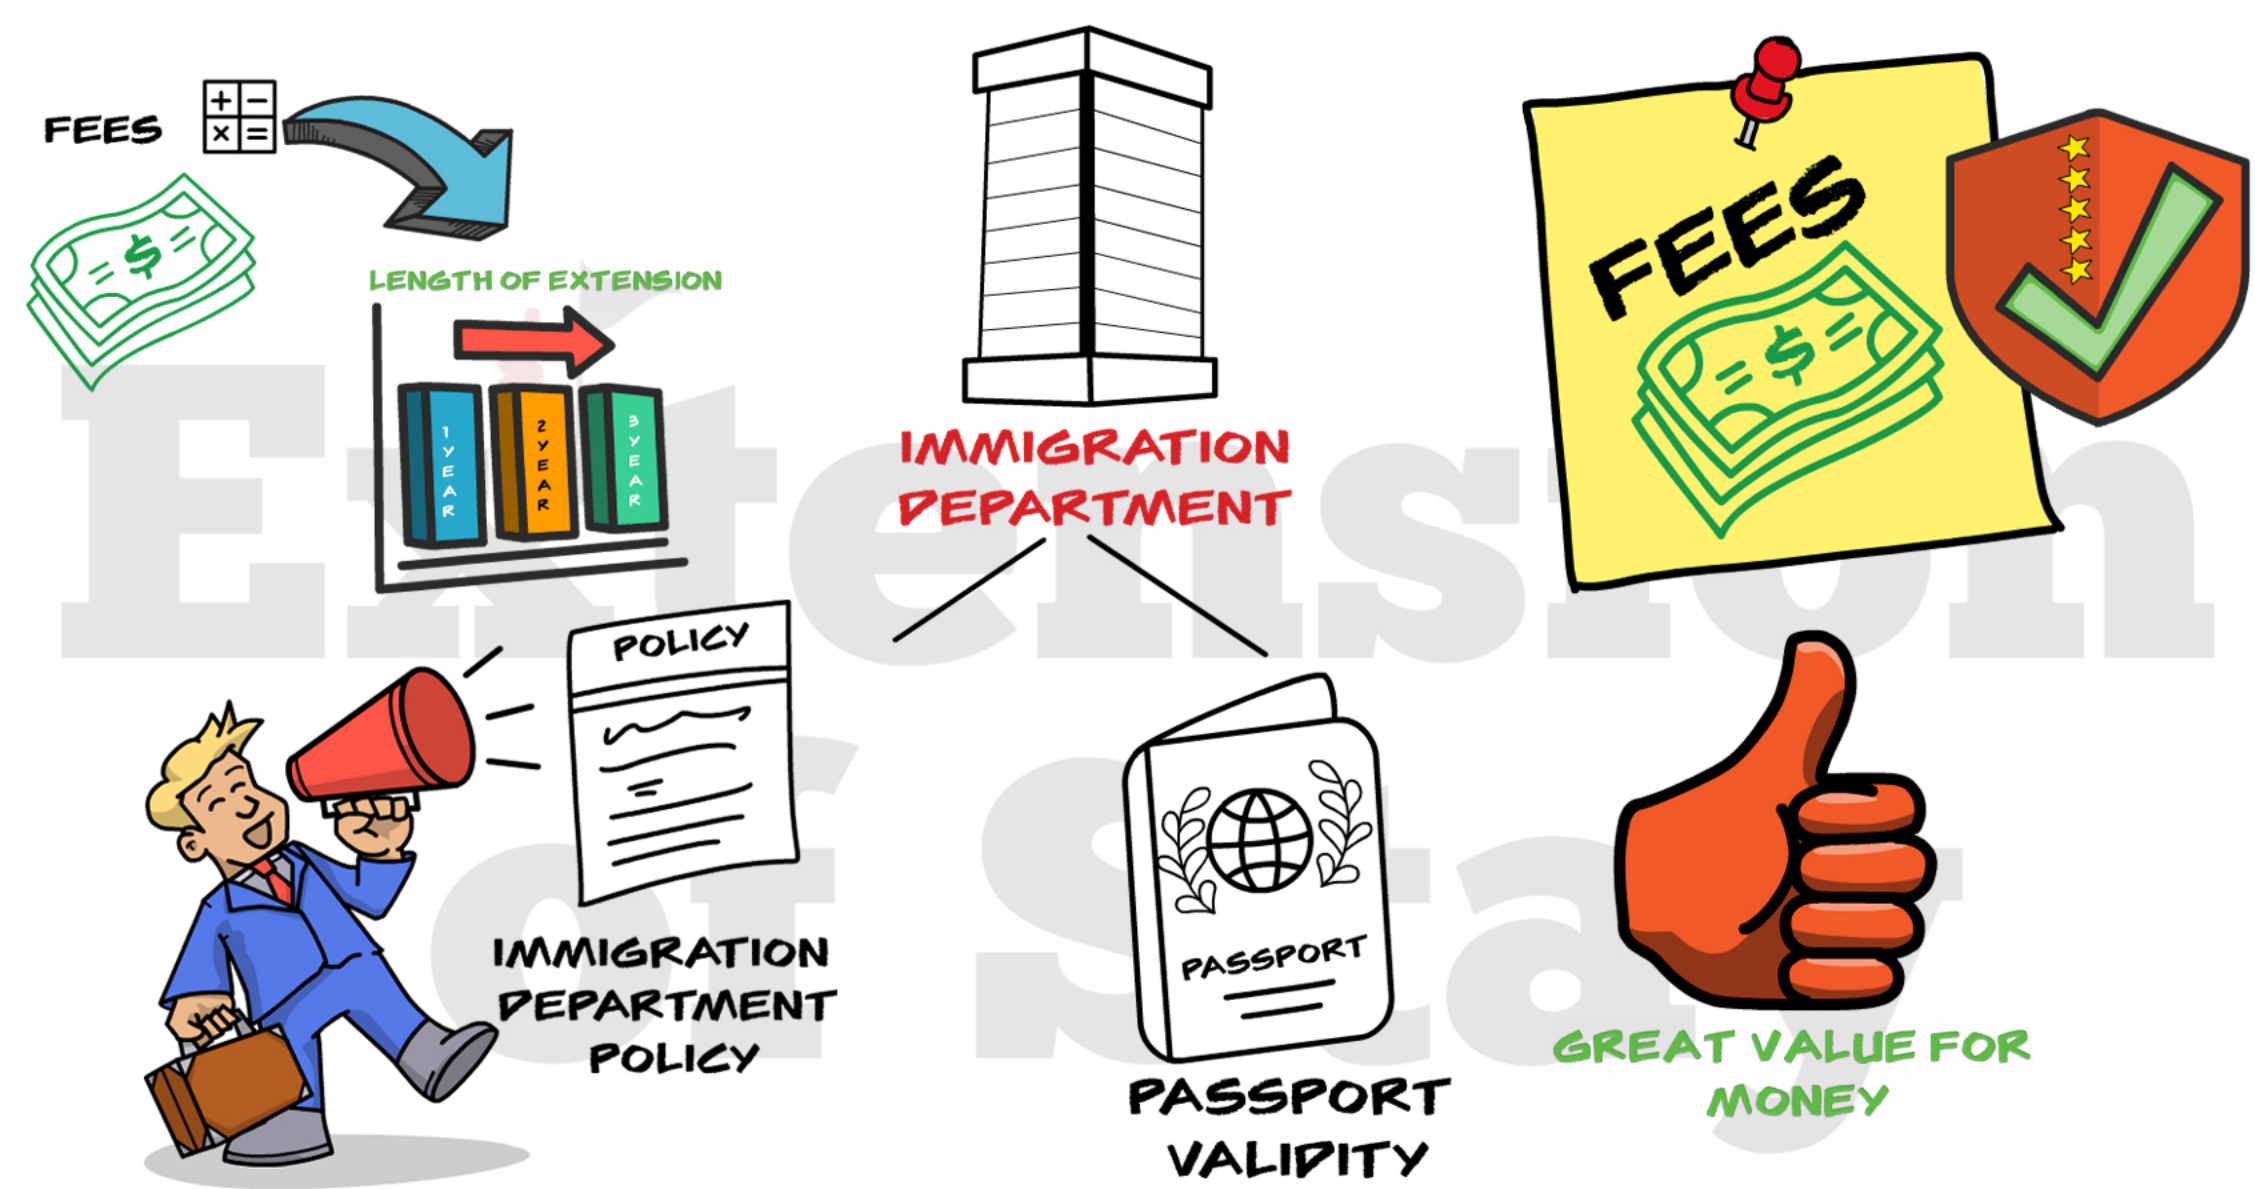 FEES
+ -
× =
$
LENGTH OF EXTENSION
1 YEAR
2 YEAR
3 YEAR
IMMIGRATION
DEPARTMENT
FEES
$
POLICY
IMMIGRATION
DEPARTMENT
POLICY
PASSPORT
PASSPORT
VALIDITY
GREAT VALUE FOR
MONEY
Extension
of Stay